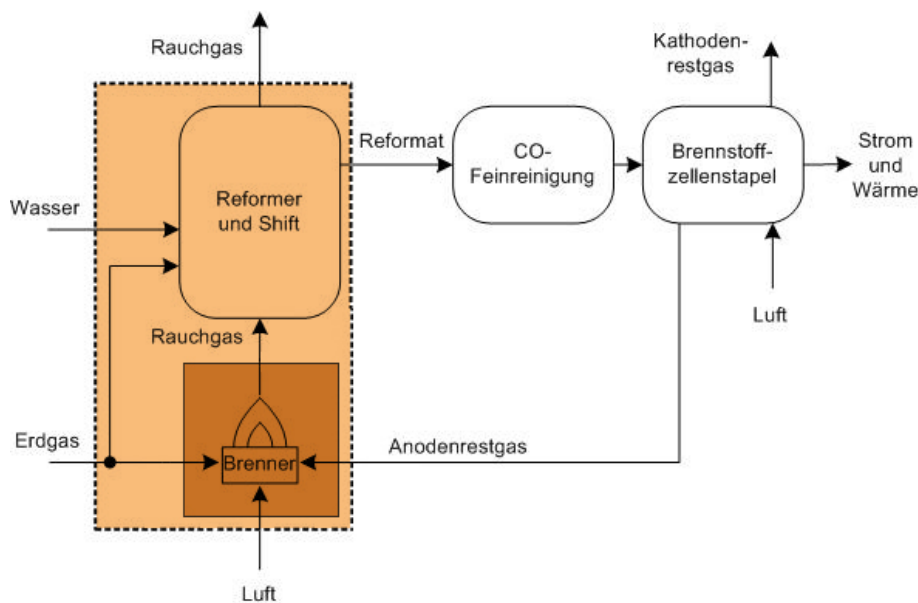 Rauchgas
Kathoden-
restgas
Reformat
CO-
Feinreinigung
Brennstoff-
zellenstapel
Strom
und
Wärme
Wasser
Reformer
und Shift
Luft
Rauchgas
Erdgas
Brenner
Anodenrestgas
Luft